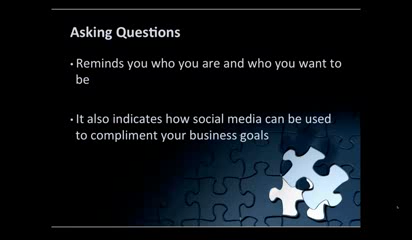 Asking Questions
• Reminds you who you are and who you want to
be
• It also indicates how social media can be used
to compliment your business goals